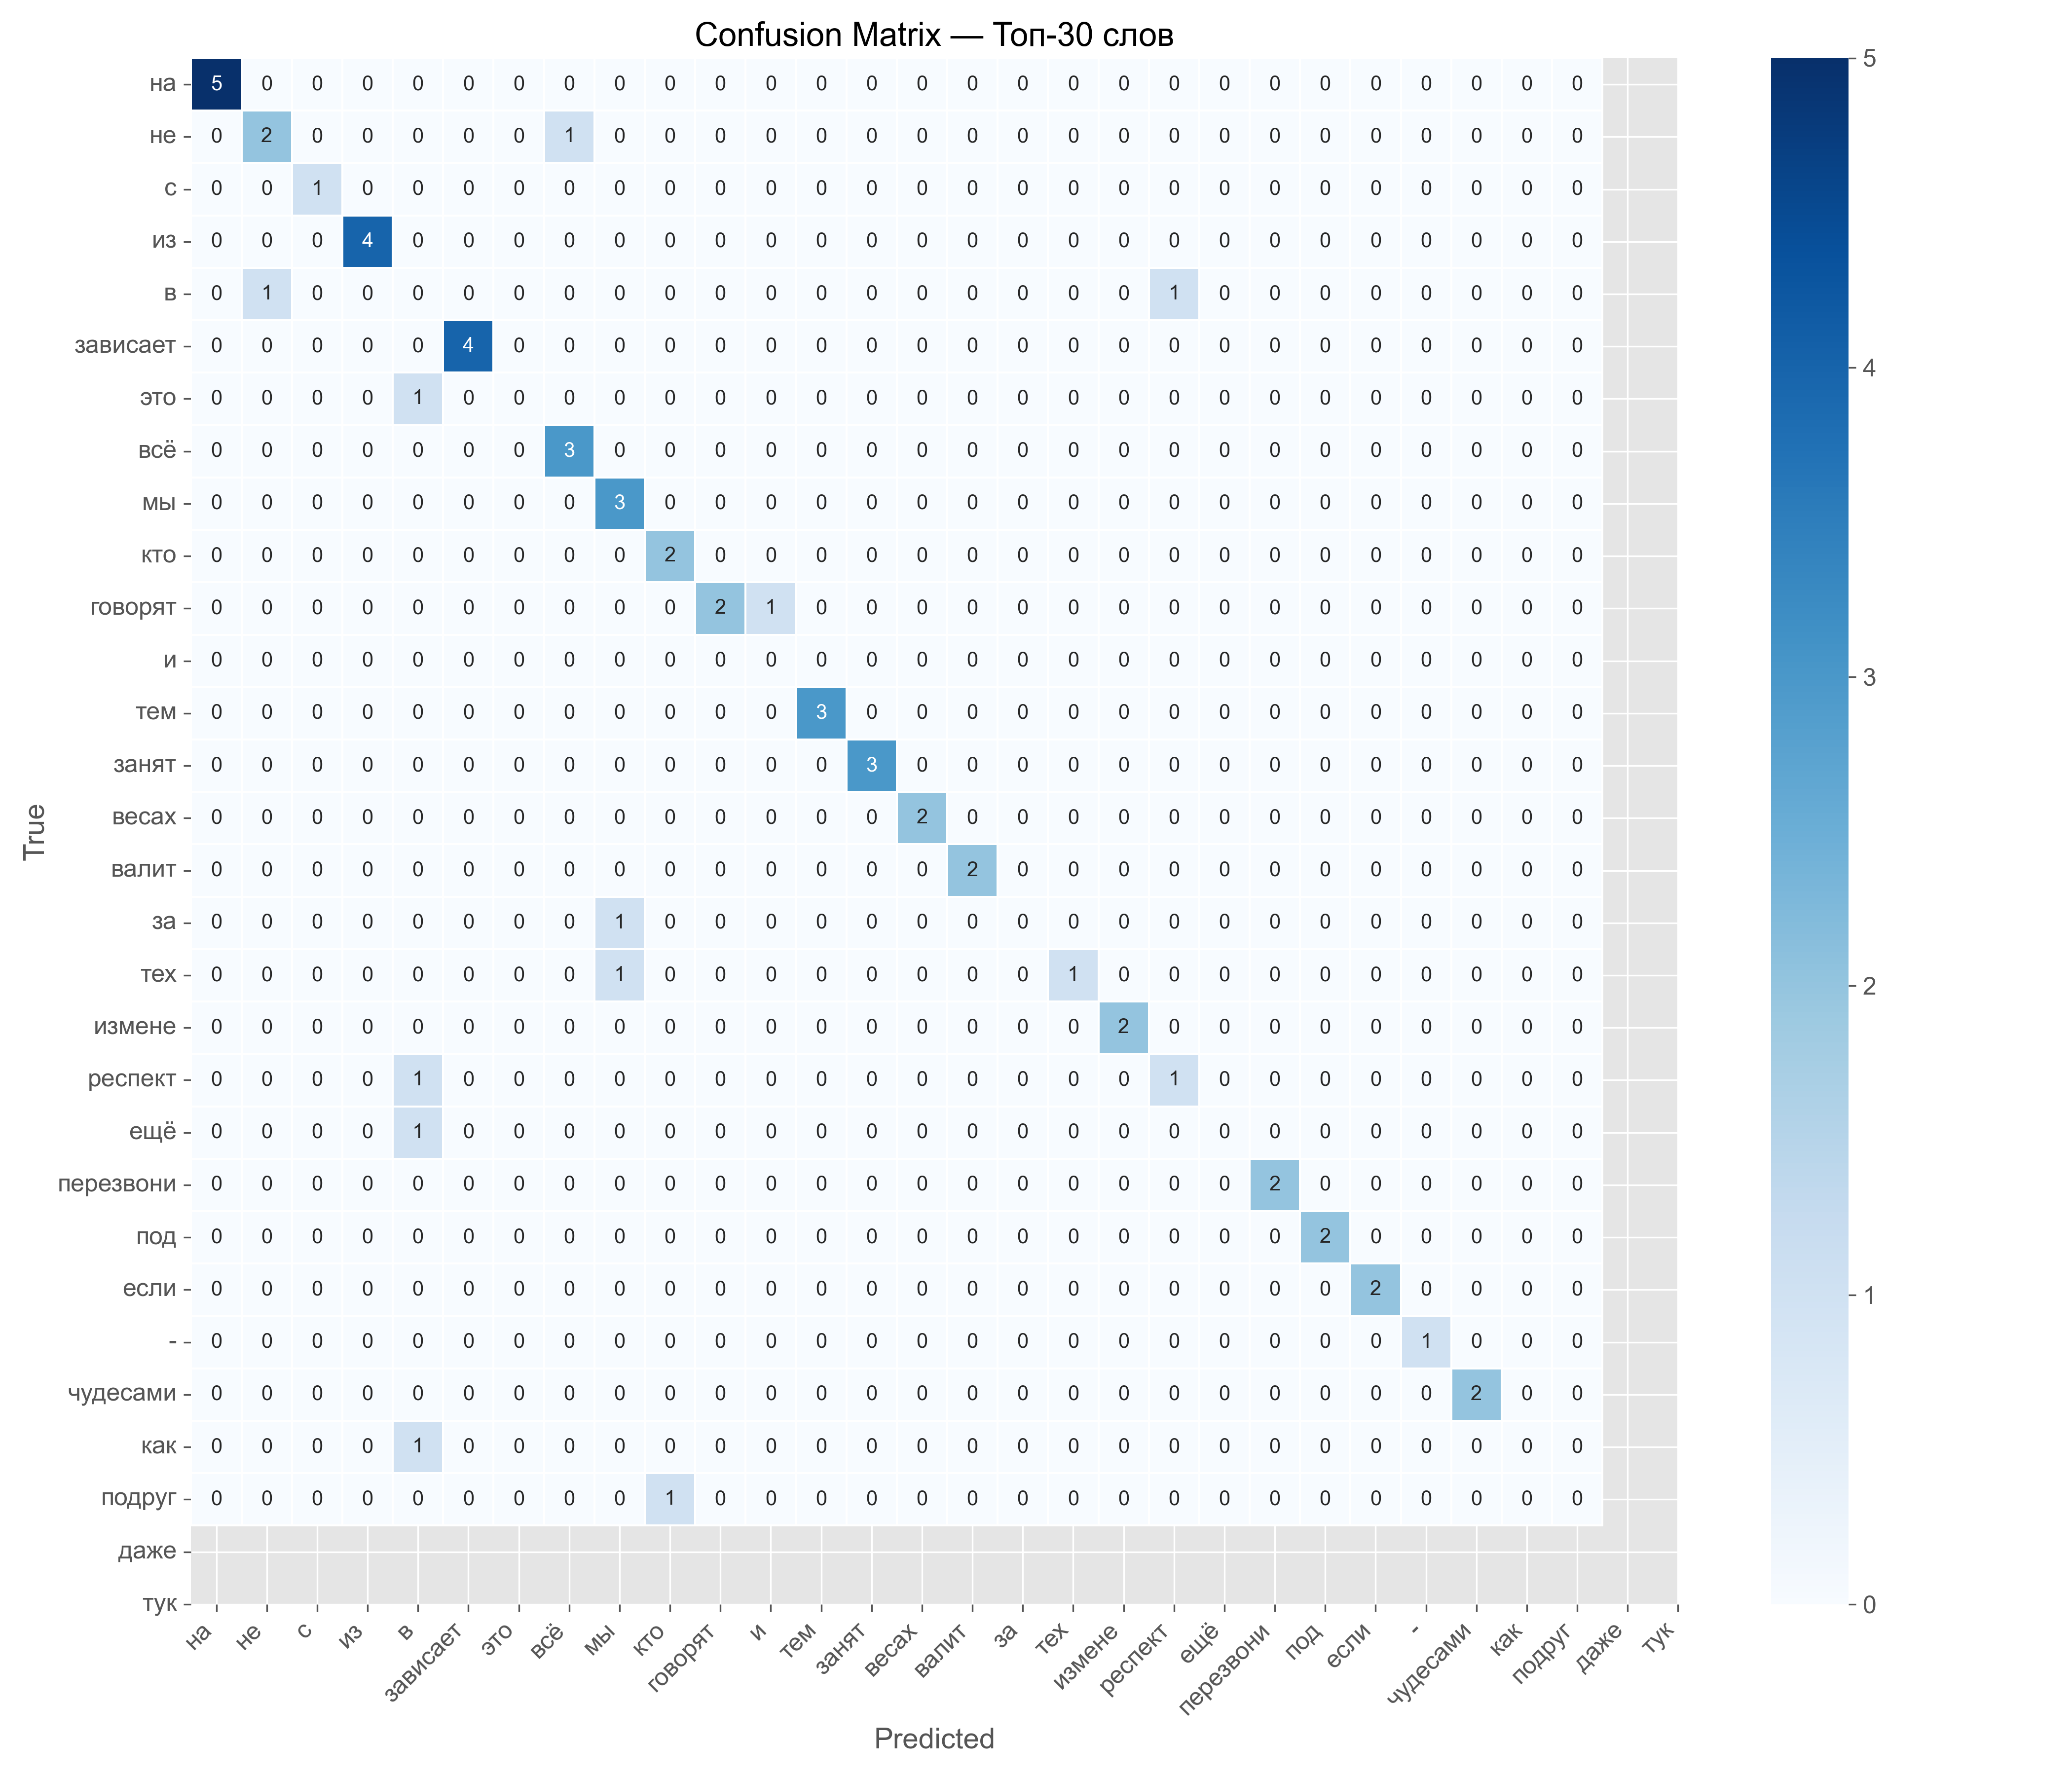 Confusion Matrix — Топ-30 слов
True
на 5 0 0 0 0 0 0 0 0 0 0 0 0 0 0 0 0 0 0 0 0 0 0 0 0 0 0 0
не 0 2 0 0 0 0 0 1 0 0 0 0 0 0 0 0 0 0 0 0 0 0 0 0 0 0 0 0
с 0 0 1 0 0 0 0 0 0 0 0 0 0 0 0 0 0 0 0 0 0 0 0 0 0 0 0 0
из 0 0 0 4 0 0 0 0 0 0 0 0 0 0 0 0 0 0 0 0 0 0 0 0 0 0 0 0
в 0 1 0 0 0 0 0 0 0 0 0 0 0 0 0 0 0 0 0 1 0 0 0 0 0 0 0 0
зависает 0 0 0 0 0 4 0 0 0 0 0 0 0 0 0 0 0 0 0 0 0 0 0 0 0 0 0 0
это 0 0 0 0 1 0 0 0 0 0 0 0 0 0 0 0 0 0 0 0 0 0 0 0 0 0 0 0
всё 0 0 0 0 0 0 0 3 0 0 0 0 0 0 0 0 0 0 0 0 0 0 0 0 0 0 0 0
мы 0 0 0 0 0 0 0 0 3 0 0 0 0 0 0 0 0 0 0 0 0 0 0 0 0 0 0 0
кто 0 0 0 0 0 0 0 0 0 2 0 0 0 0 0 0 0 0 0 0 0 0 0 0 0 0 0 0
говорят 0 0 0 0 0 0 0 0 0 0 2 1 0 0 0 0 0 0 0 0 0 0 0 0 0 0 0 0
и 0 0 0 0 0 0 0 0 0 0 0 0 0 0 0 0 0 0 0 0 0 0 0 0 0 0 0 0
тем 0 0 0 0 0 0 0 0 0 0 0 0 3 0 0 0 0 0 0 0 0 0 0 0 0 0 0 0
занят 0 0 0 0 0 0 0 0 0 0 0 0 0 3 0 0 0 0 0 0 0 0 0 0 0 0 0 0
весах 0 0 0 0 0 0 0 0 0 0 0 0 0 0 2 0 0 0 0 0 0 0 0 0 0 0 0 0
валит 0 0 0 0 0 0 0 0 0 0 0 0 0 0 0 2 0 0 0 0 0 0 0 0 0 0 0 0
за 0 0 0 0 0 0 0 0 1 0 0 0 0 0 0 0 0 0 0 0 0 0 0 0 0 0 0 0
тех 0 0 0 0 0 0 0 0 1 0 0 0 0 0 0 0 0 1 0 0 0 0 0 0 0 0 0 0
измене 0 0 0 0 0 0 0 0 0 0 0 0 0 0 0 0 0 0 2 0 0 0 0 0 0 0 0 0
респект 0 0 0 0 1 0 0 0 0 0 0 0 0 0 0 0 0 0 0 1 0 0 0 0 0 0 0 0
ещё 0 0 0 0 1 0 0 0 0 0 0 0 0 0 0 0 0 0 0 0 0 0 0 0 0 0 0 0
перезвони 0 0 0 0 0 0 0 0 0 0 0 0 0 0 0 0 0 0 0 0 0 2 0 0 0 0 0 0
под 0 0 0 0 0 0 0 0 0 0 0 0 0 0 0 0 0 0 0 0 0 0 2 0 0 0 0 0
если 0 0 0 0 0 0 0 0 0 0 0 0 0 0 0 0 0 0 0 0 0 0 0 2 0 0 0 0
- 0 0 0 0 0 0 0 0 0 0 0 0 0 0 0 0 0 0 0 0 0 0 0 0 1 0 0 0
чудесами 0 0 0 0 0 0 0 0 0 0 0 0 0 0 0 0 0 0 0 0 0 0 0 0 0 2 0 0
как 0 0 0 0 1 0 0 0 0 0 0 0 0 0 0 0 0 0 0 0 0 0 0 0 0 0 0 0
подруг 0 0 0 0 0 0 0 0 0 1 0 0 0 0 0 0 0 0 0 0 0 0 0 0 0 0 0 0
даже
тук
на не с из в зависает это всё мы кто говорят и тем занят весах валит за тех измене респект ещё перезвони под если - чудесами как подруг даже тук
Predicted
5
4
3
2
1
0